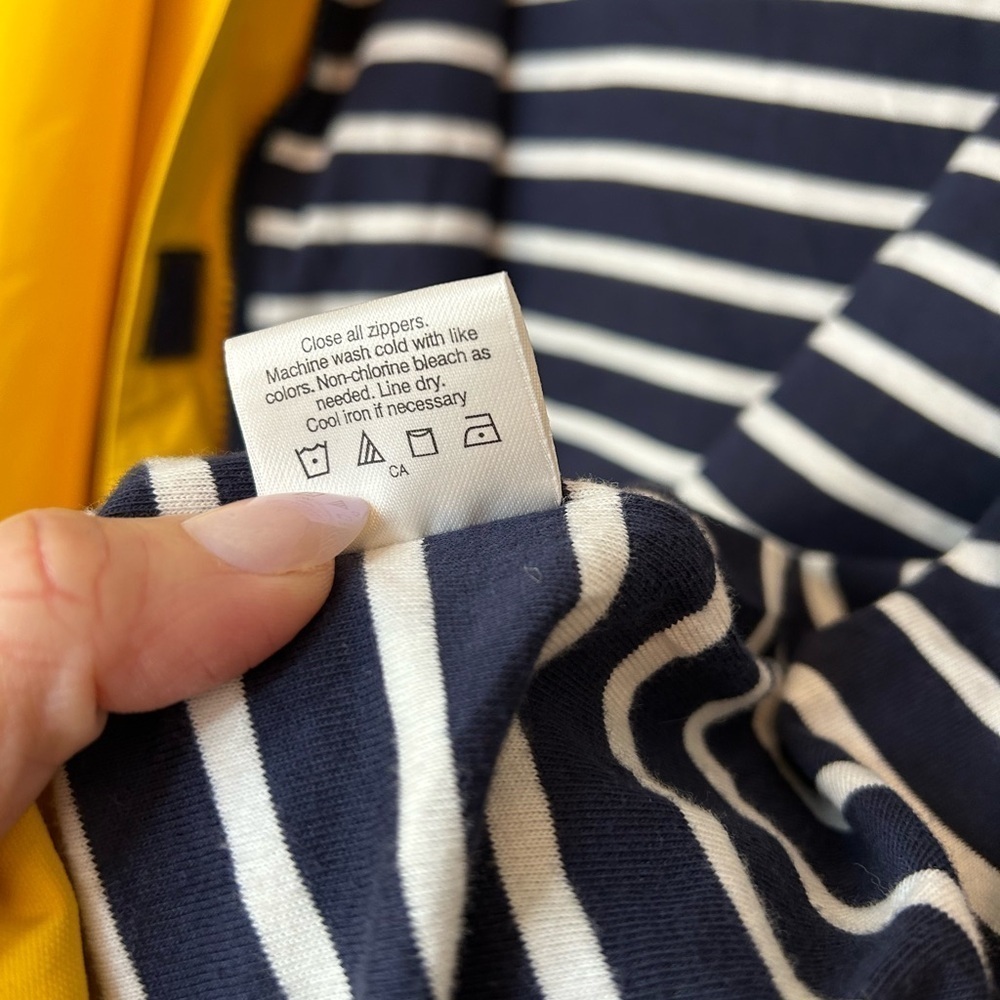 Close all zippers.
Machine wash cold with like
colors. Non-chlorine bleach as
needed. Line dry.
Cool iron if necessary
CA